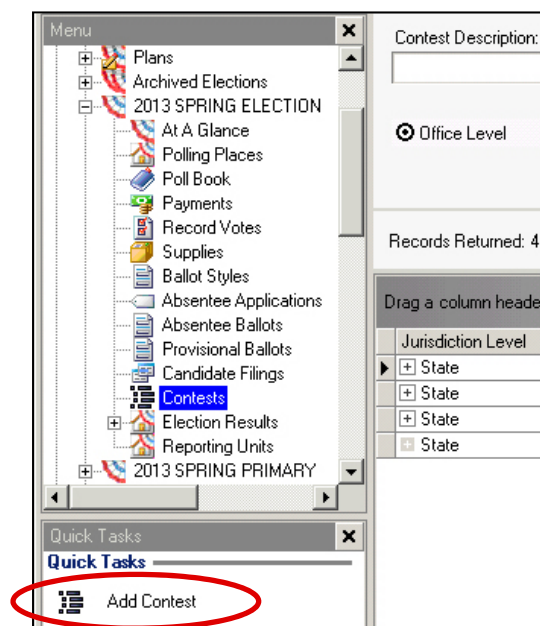 Menu
Plans
Archived Elections
2013 SPRING ELECTION
At A Glance
Polling Places
Poll Book
Payments
Record Votes
Supplies
Ballot Styles
Absentee Applications
Absentee Ballots
Provisional Ballots
Candidate Filings
Contests
Election Results
Reporting Units
2013 SPRING PRIMARY
Quick Tasks
Quick Tasks
Add Contest
Contest Description:
Office Level
Records Returned: 4
Drag a column heade
Jurisdiction Level
State
State
State
State